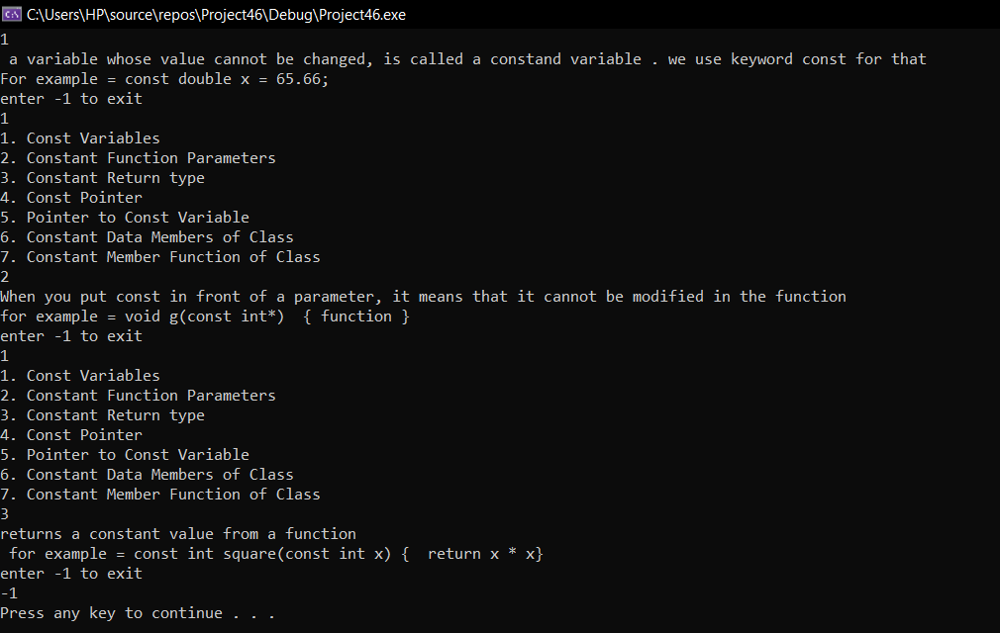 C:\Users\HP\source\repos\Project46\Debug\Project46.exe
1
 a variable whose value cannot be changed, is called a constand variable . we use keyword const for that
For example = const double x = 65.66;
enter -1 to exit
1
1. Const Variables
2. Constant Function Parameters
3. Constant Return type
4. Const Pointer
5. Pointer to Const Variable
6. Constant Data Members of Class
7. Constant Member Function of Class
2
When you put const in front of a parameter, it means that it cannot be modified in the function
for example = void g(const int*)  { function }
enter -1 to exit
1
1. Const Variables
2. Constant Function Parameters
3. Constant Return type
4. Const Pointer
5. Pointer to Const Variable
6. Constant Data Members of Class
7. Constant Member Function of Class
3
returns a constant value from a function
 for example = const int square(const int x) {  return x * x}
enter -1 to exit
-1
Press any key to continue . . .